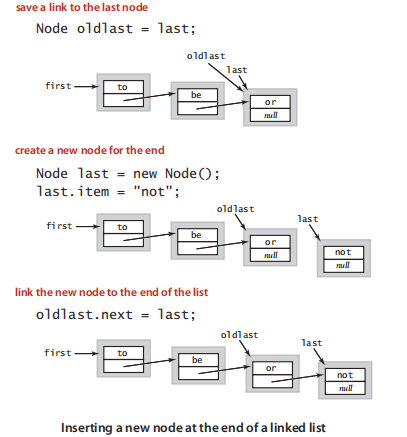 save a link to the last node
Node oldlast = last;
oldlast
last
first
to
be
or
null
create a new node for the end
Node last = new Node();
last.item = "not";
oldlast
last
first
to
be
or
null
not
null
link the new node to the end of the list
oldlast.next = last;
oldlast
last
first
to
be
or
not
null
Inserting a new node at the end of a linked list